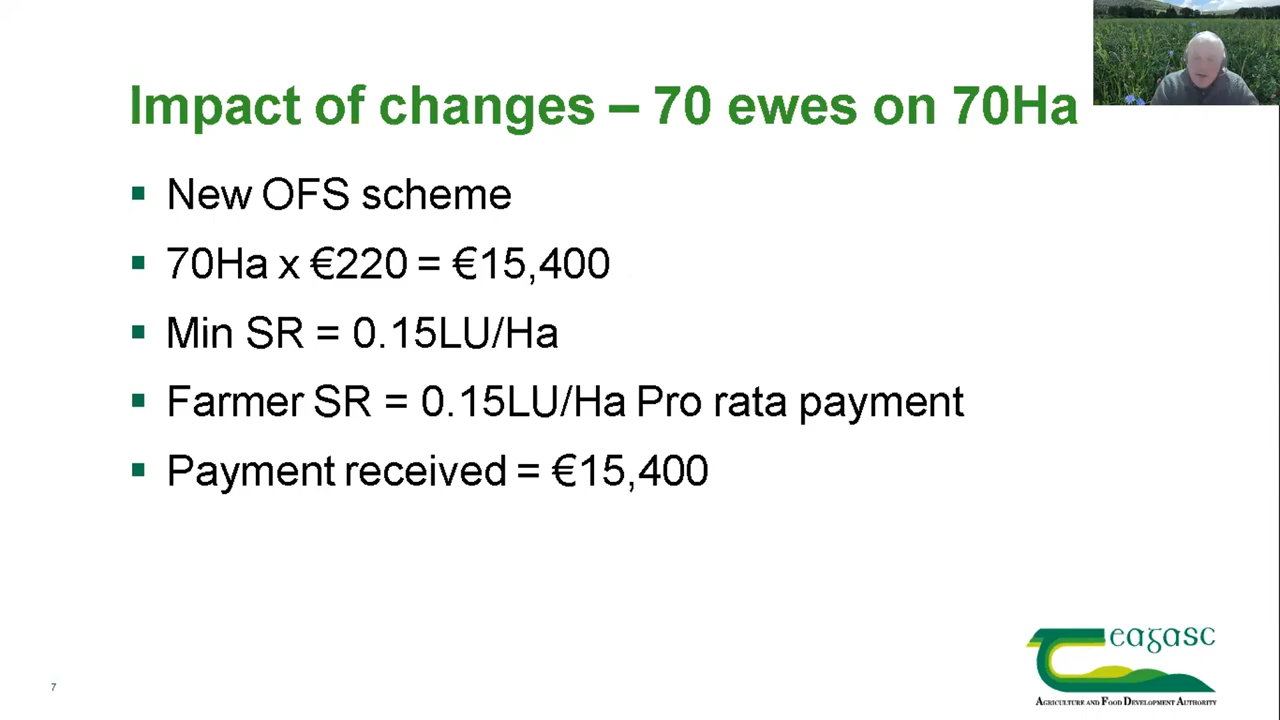 Impact of changes – 70 ewes on 70Ha
▪ New OFS scheme
▪ 70Ha x €220 = €15,400
▪ Min SR = 0.15LU/Ha
▪ Farmer SR = 0.15LU/Ha Pro rata payment
▪ Payment received = €15,400
7
eagasc
AGRICULTURE AND FOOD DEVELOPMENT AUTHORITY